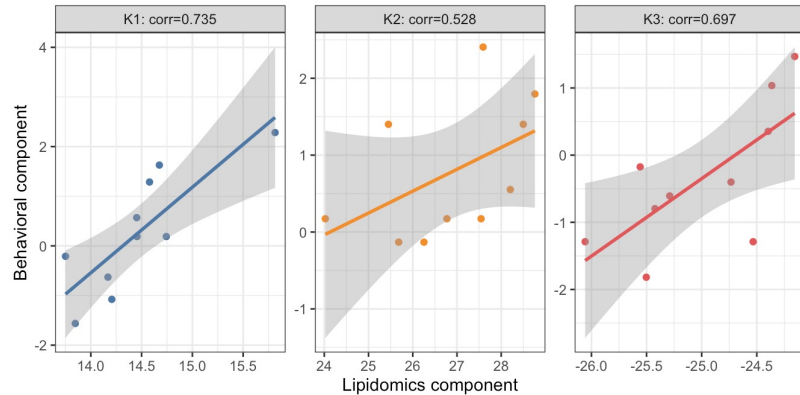 K1: corr=0.735
K2: corr=0.528
K3: corr=0.697
Behavioral component
4
2
0
-2
14.0 14.5 15.0 15.5
2
1
0
-1
24 25 26 27 28
1
0
-1
-2
-26.0 -25.5 -25.0 -24.5
Lipidomics component